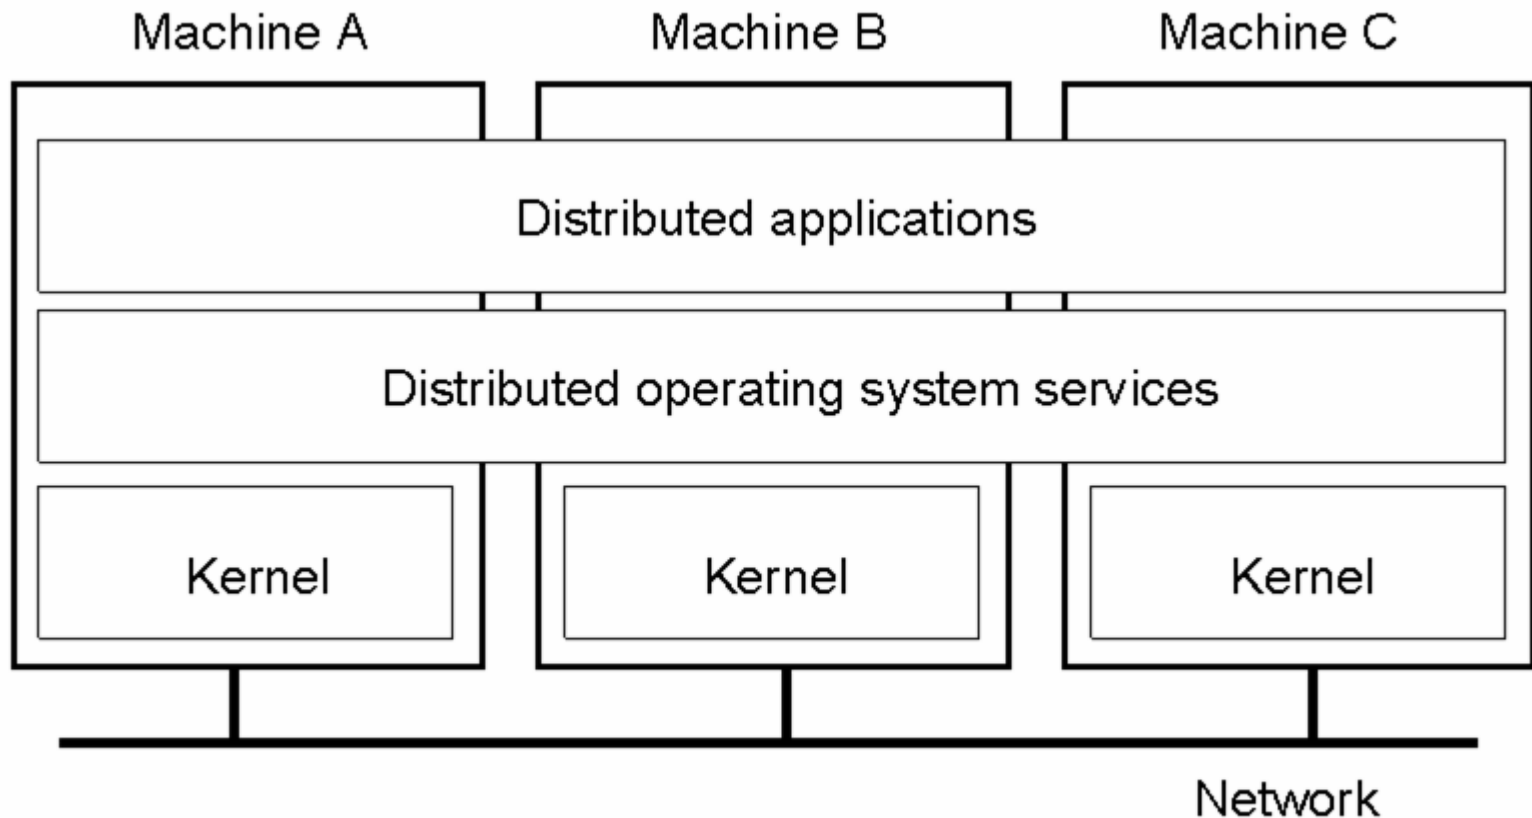 Machine A
Machine B
Machine C
Distributed applications
Distributed operating system services
Kernel
Kernel
Kernel
Network